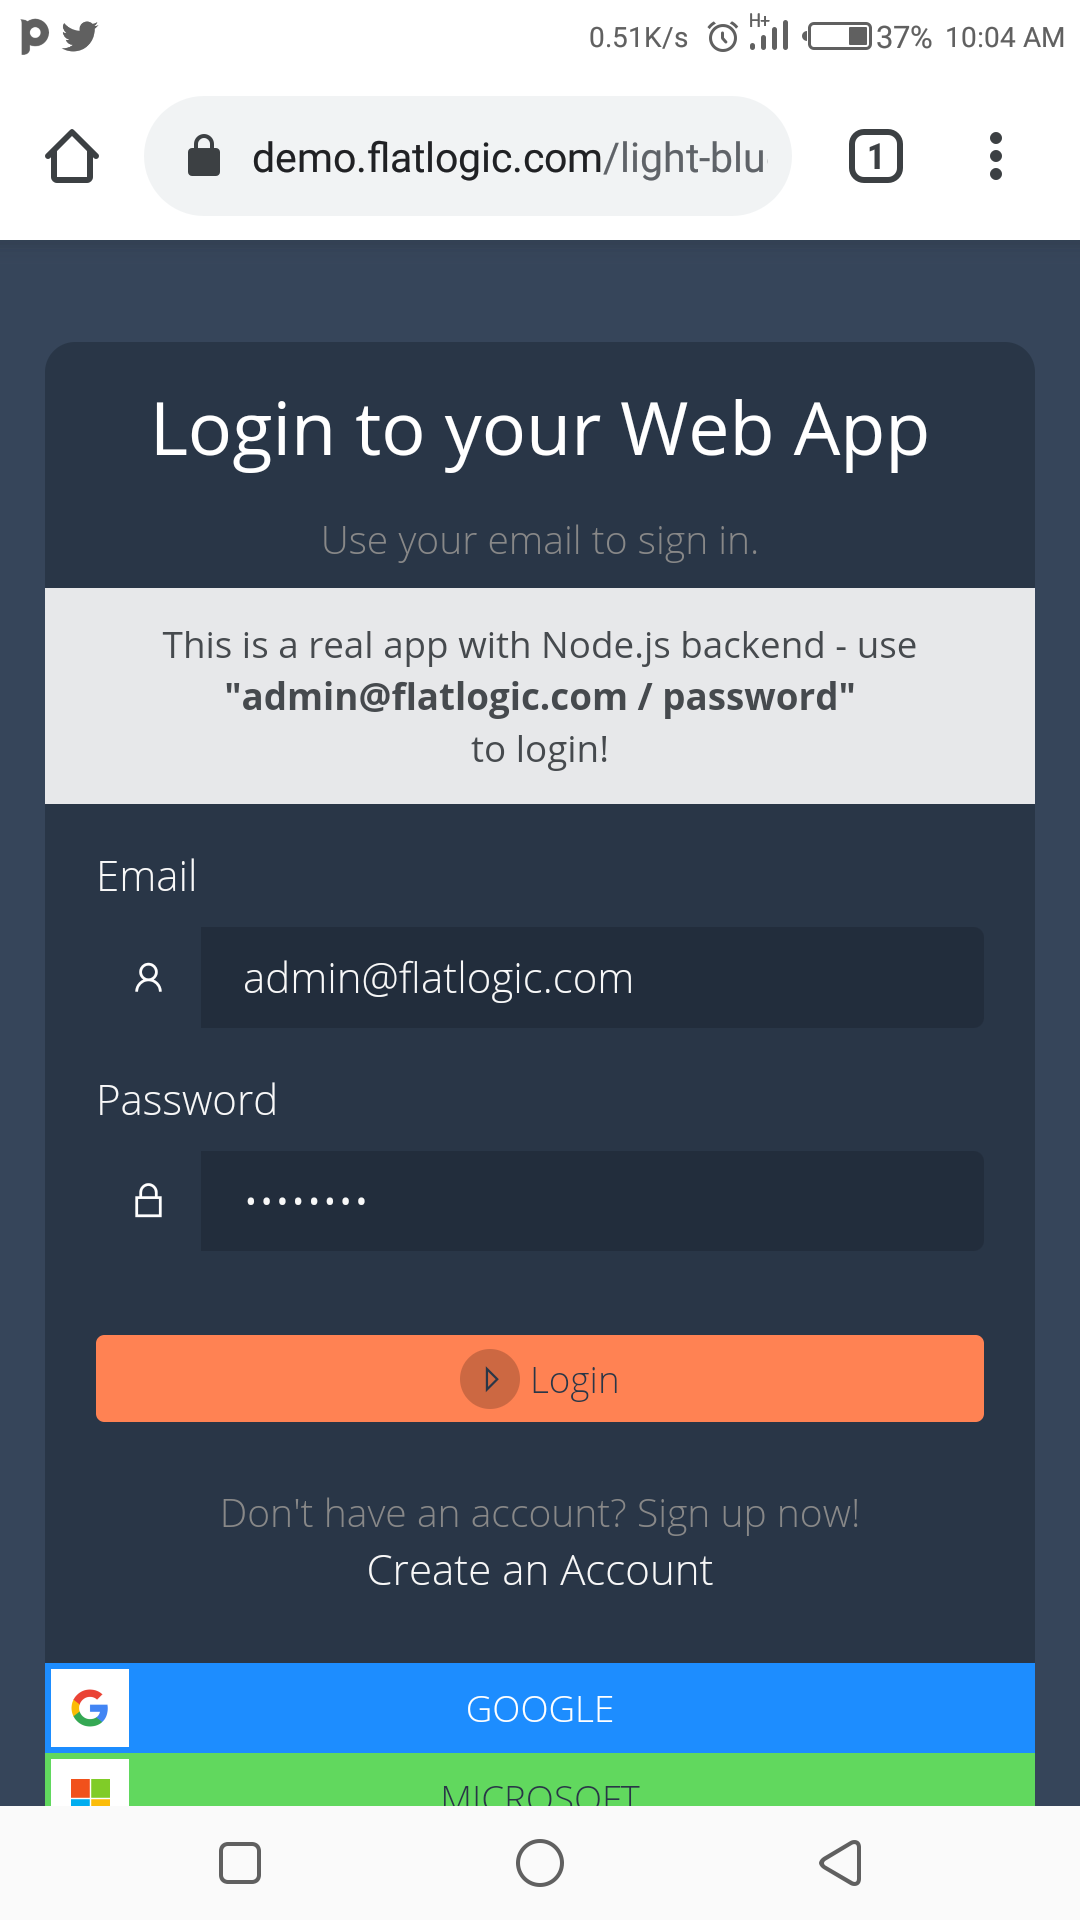 0.51K/s H+ 37% 10:04 AM
demo.flatlogic.com/light-blu
1
Login to your Web App
Use your email to sign in.
This is a real app with Node.js backend - use
"admin@flatlogic.com / password"
to login!
Email
admin@flatlogic.com
Password
••••••••
Login
Don't have an account? Sign up now!
Create an Account
GOOGLE
MICROSOFT